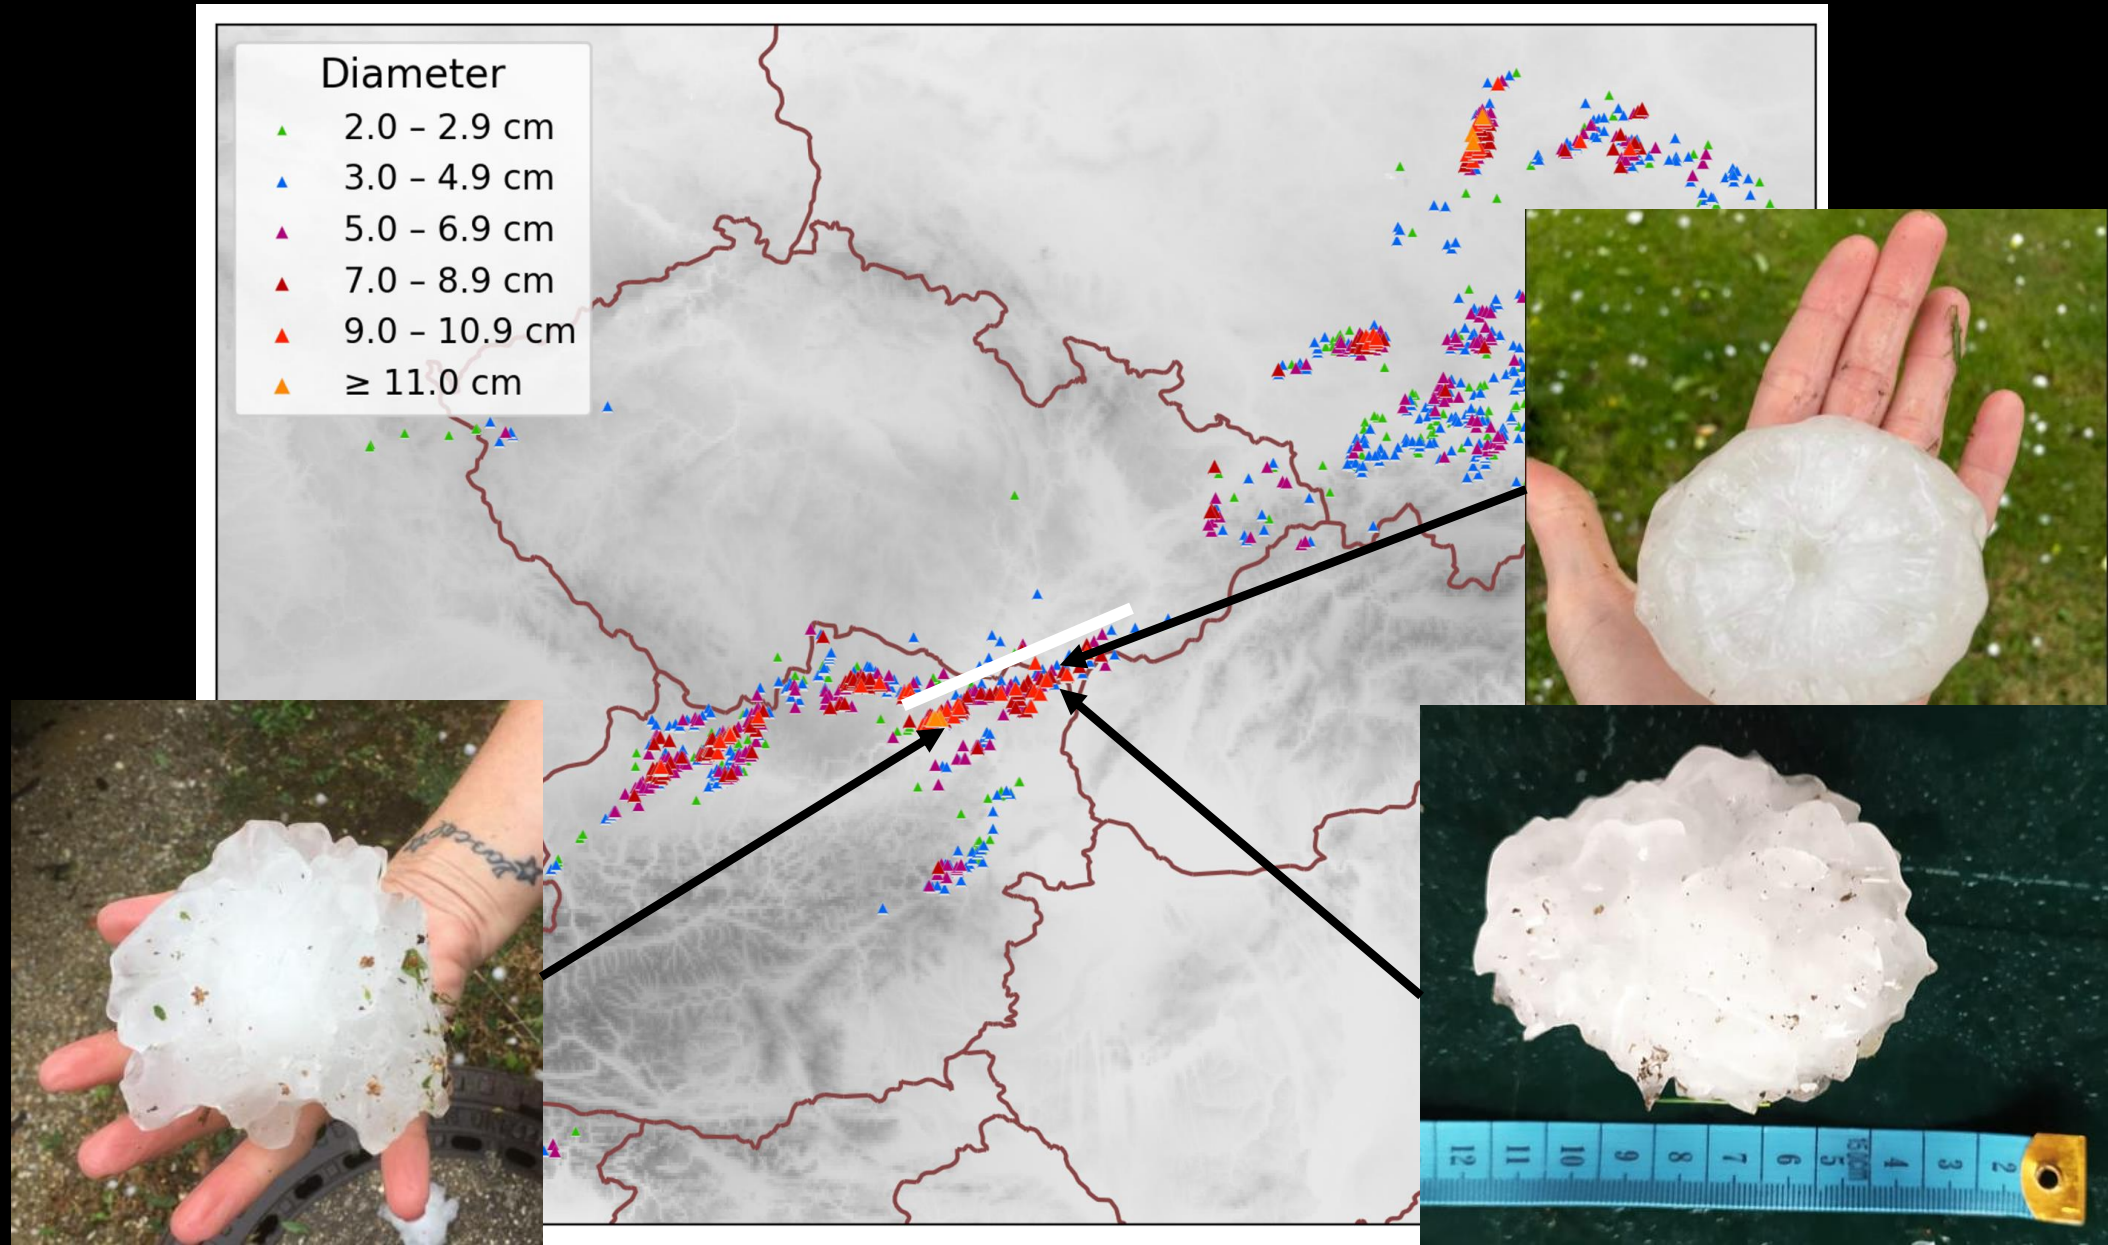 Diameter
2.0 – 2.9 cm
3.0 – 4.9 cm
5.0 – 6.9 cm
7.0 – 8.9 cm
9.0 – 10.9 cm
≥ 11.0 cm
12 11 10 9 8 7 6 5 4 3 2